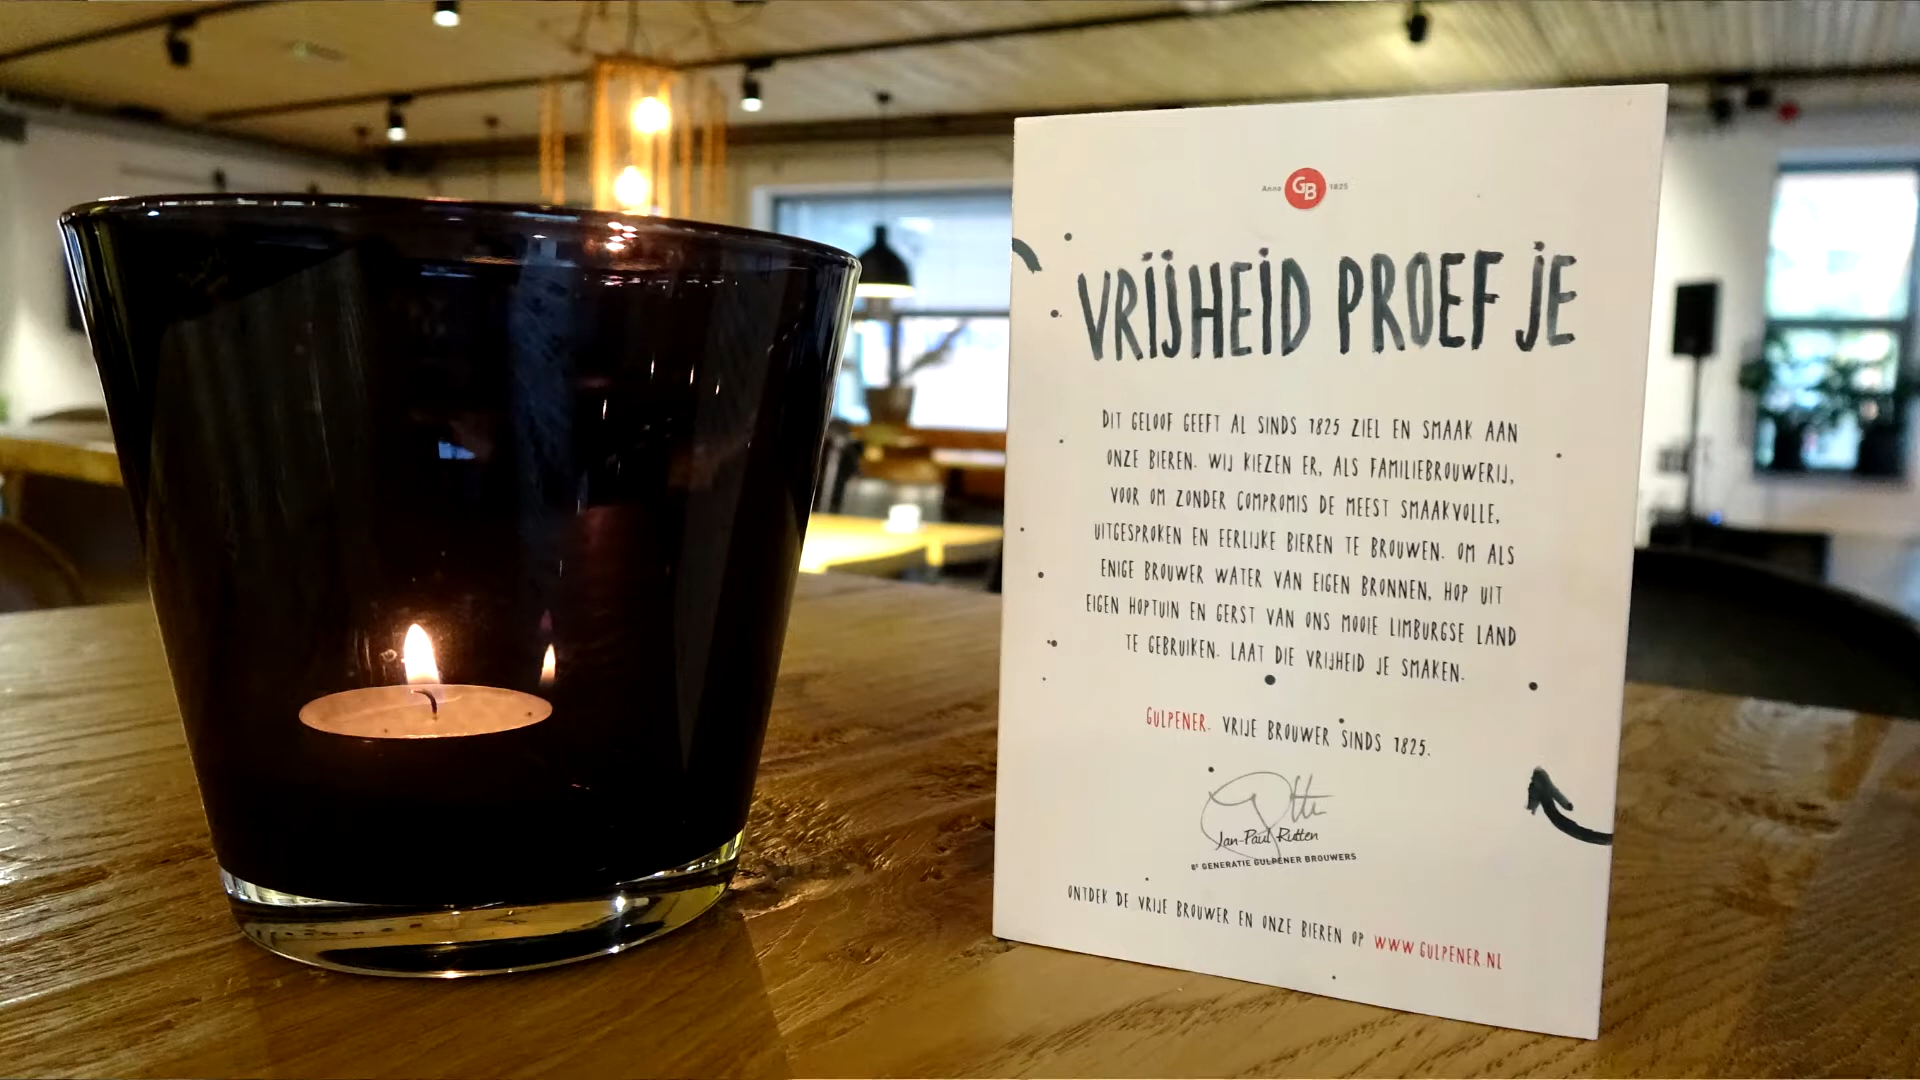 Anno GB 1825
VRIJHEID PROEF JE
DIT GELOOF GEEFT AL SINDS 1825 ZIEL EN SMAAK AAN
ONZE BIEREN. WIJ KIEZEN ER, ALS FAMILIEBROUWERIJ,
VOOR OM ZONDER COMPROMIS DE MEEST SMAAKVOLLE,
UITGESPROKEN EN EERLIJKE BIEREN TE BROUWEN. OM ALS
ENIGE BROUWER WATER VAN EIGEN BRONNEN, HOP UIT
EIGEN HOPTUIN EN GERST VAN ONS MOOIE LIMBURGSE LAND
TE GEBRUIKEN. LAAT DIE VRIJHEID JE SMAKEN.
GULPENER. VRIJE BROUWER SINDS 1825.
Jan-Paul Rutten
8E GENERATIE GULPENER BROUWERS
ONTDEK DE VRIJE BROUWER EN ONZE BIEREN OP WWW.GULPENER.NL